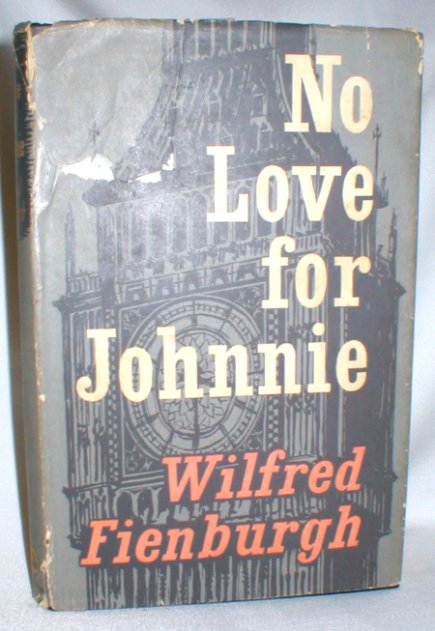 No
Love
for
Johnnie
Wilfred
Fienburgh